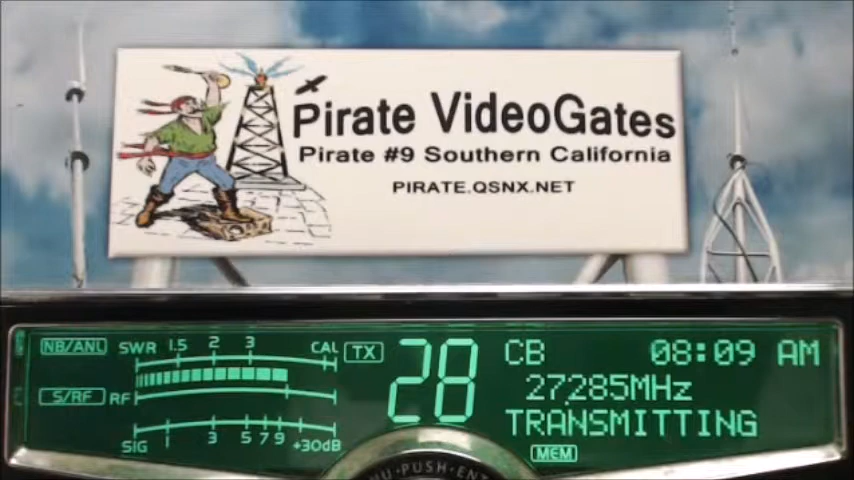 Pirate VideoGates
Pirate #9 Southern California
PIRATE.QSNX.NET
NB/ANL SWR 1.5 2 3 CAL TX 28 CB 08:09 AM
27285MHz
S/RF RF
TRANSMITTING
SIG 1 3 5 7 9 +30dB
MEM
PUSH